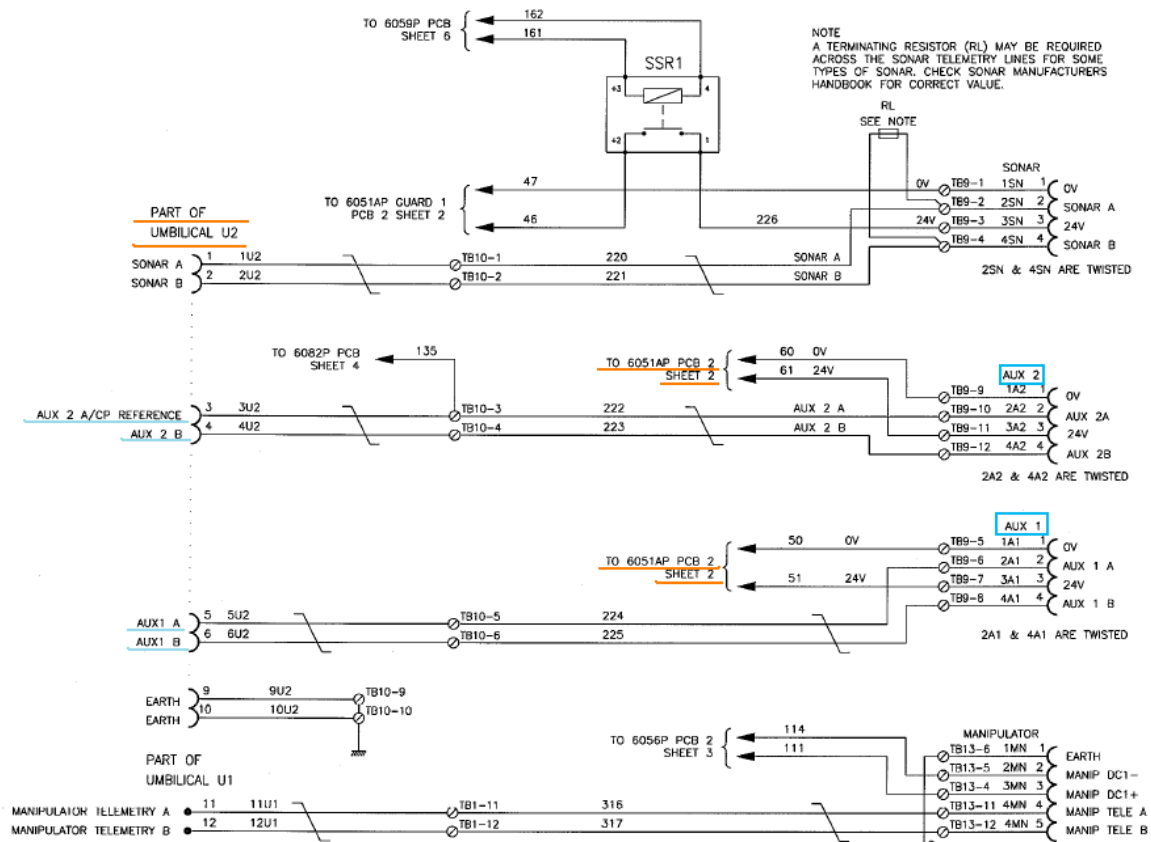 TO 6059P PCB
SHEET 6
162
161
SSR1
+3
4
+2
1
NOTE
A TERMINATING RESISTOR (RL) MAY BE REQUIRED
ACROSS THE SONAR TELEMETRY LINES FOR SOME
TYPES OF SONAR. CHECK SONAR MANUFACTURERS
HANDBOOK FOR CORRECT VALUE.
RL
SEE NOTE
TO 6051AP GUARD 1
PCB 2 SHEET 2
47
46
226
SONAR
0V TB9-1 1SN 1 0V
TB9-2 2SN 2 SONAR A
24V TB9-3 3SN 3 24V
TB9-4 4SN 4 SONAR B
2SN & 4SN ARE TWISTED
PART OF
UMBILICAL U2
SONAR A 1 1U2 TB10-1 220 SONAR A
SONAR B 2 2U2 TB10-2 221 SONAR B
TO 6082P PCB
SHEET 4
135
TO 6051AP PCB 2
SHEET 2
60 0V
61 24V
AUX 2
TB9-9 1A2 1 0V
AUX 2 A/CP REFERENCE 3 3U2 TB10-3 222 AUX 2 A TB9-10 2A2 2 AUX 2A
TB9-11 3A2 3 24V
AUX 2 B 4 4U2 TB10-4 223 AUX 2 B TB9-12 4A2 4 AUX 2B
2A2 & 4A2 ARE TWISTED
AUX 1
TO 6051AP PCB 2
SHEET 2
50 0V TB9-5 1A1 1 0V
TB9-6 2A1 2 AUX 1 A
51 24V TB9-7 3A1 3 24V
TB9-8 4A1 4 AUX 1 B
2A1 & 4A1 ARE TWISTED
AUX1 A 5 5U2 TB10-5 224
AUX1 B 6 6U2 TB10-6 225
EARTH 9 9U2 TB10-9
EARTH 10 10U2 TB10-10
PART OF
UMBILICAL U1
TO 6056P PCB 2
SHEET 3
114
111
MANIPULATOR
TB13-6 1MN 1 EARTH
TB13-5 2MN 2 MANIP DC1-
TB13-4 3MN 3 MANIP DC1+
MANIPULATOR TELEMETRY A 11 11U1 TB1-11 316 TB13-11 4MN 4 MANIP TELE A
MANIPULATOR TELEMETRY B 12 12U1 TB1-12 317 TB13-12 4MN 5 MANIP TELE B